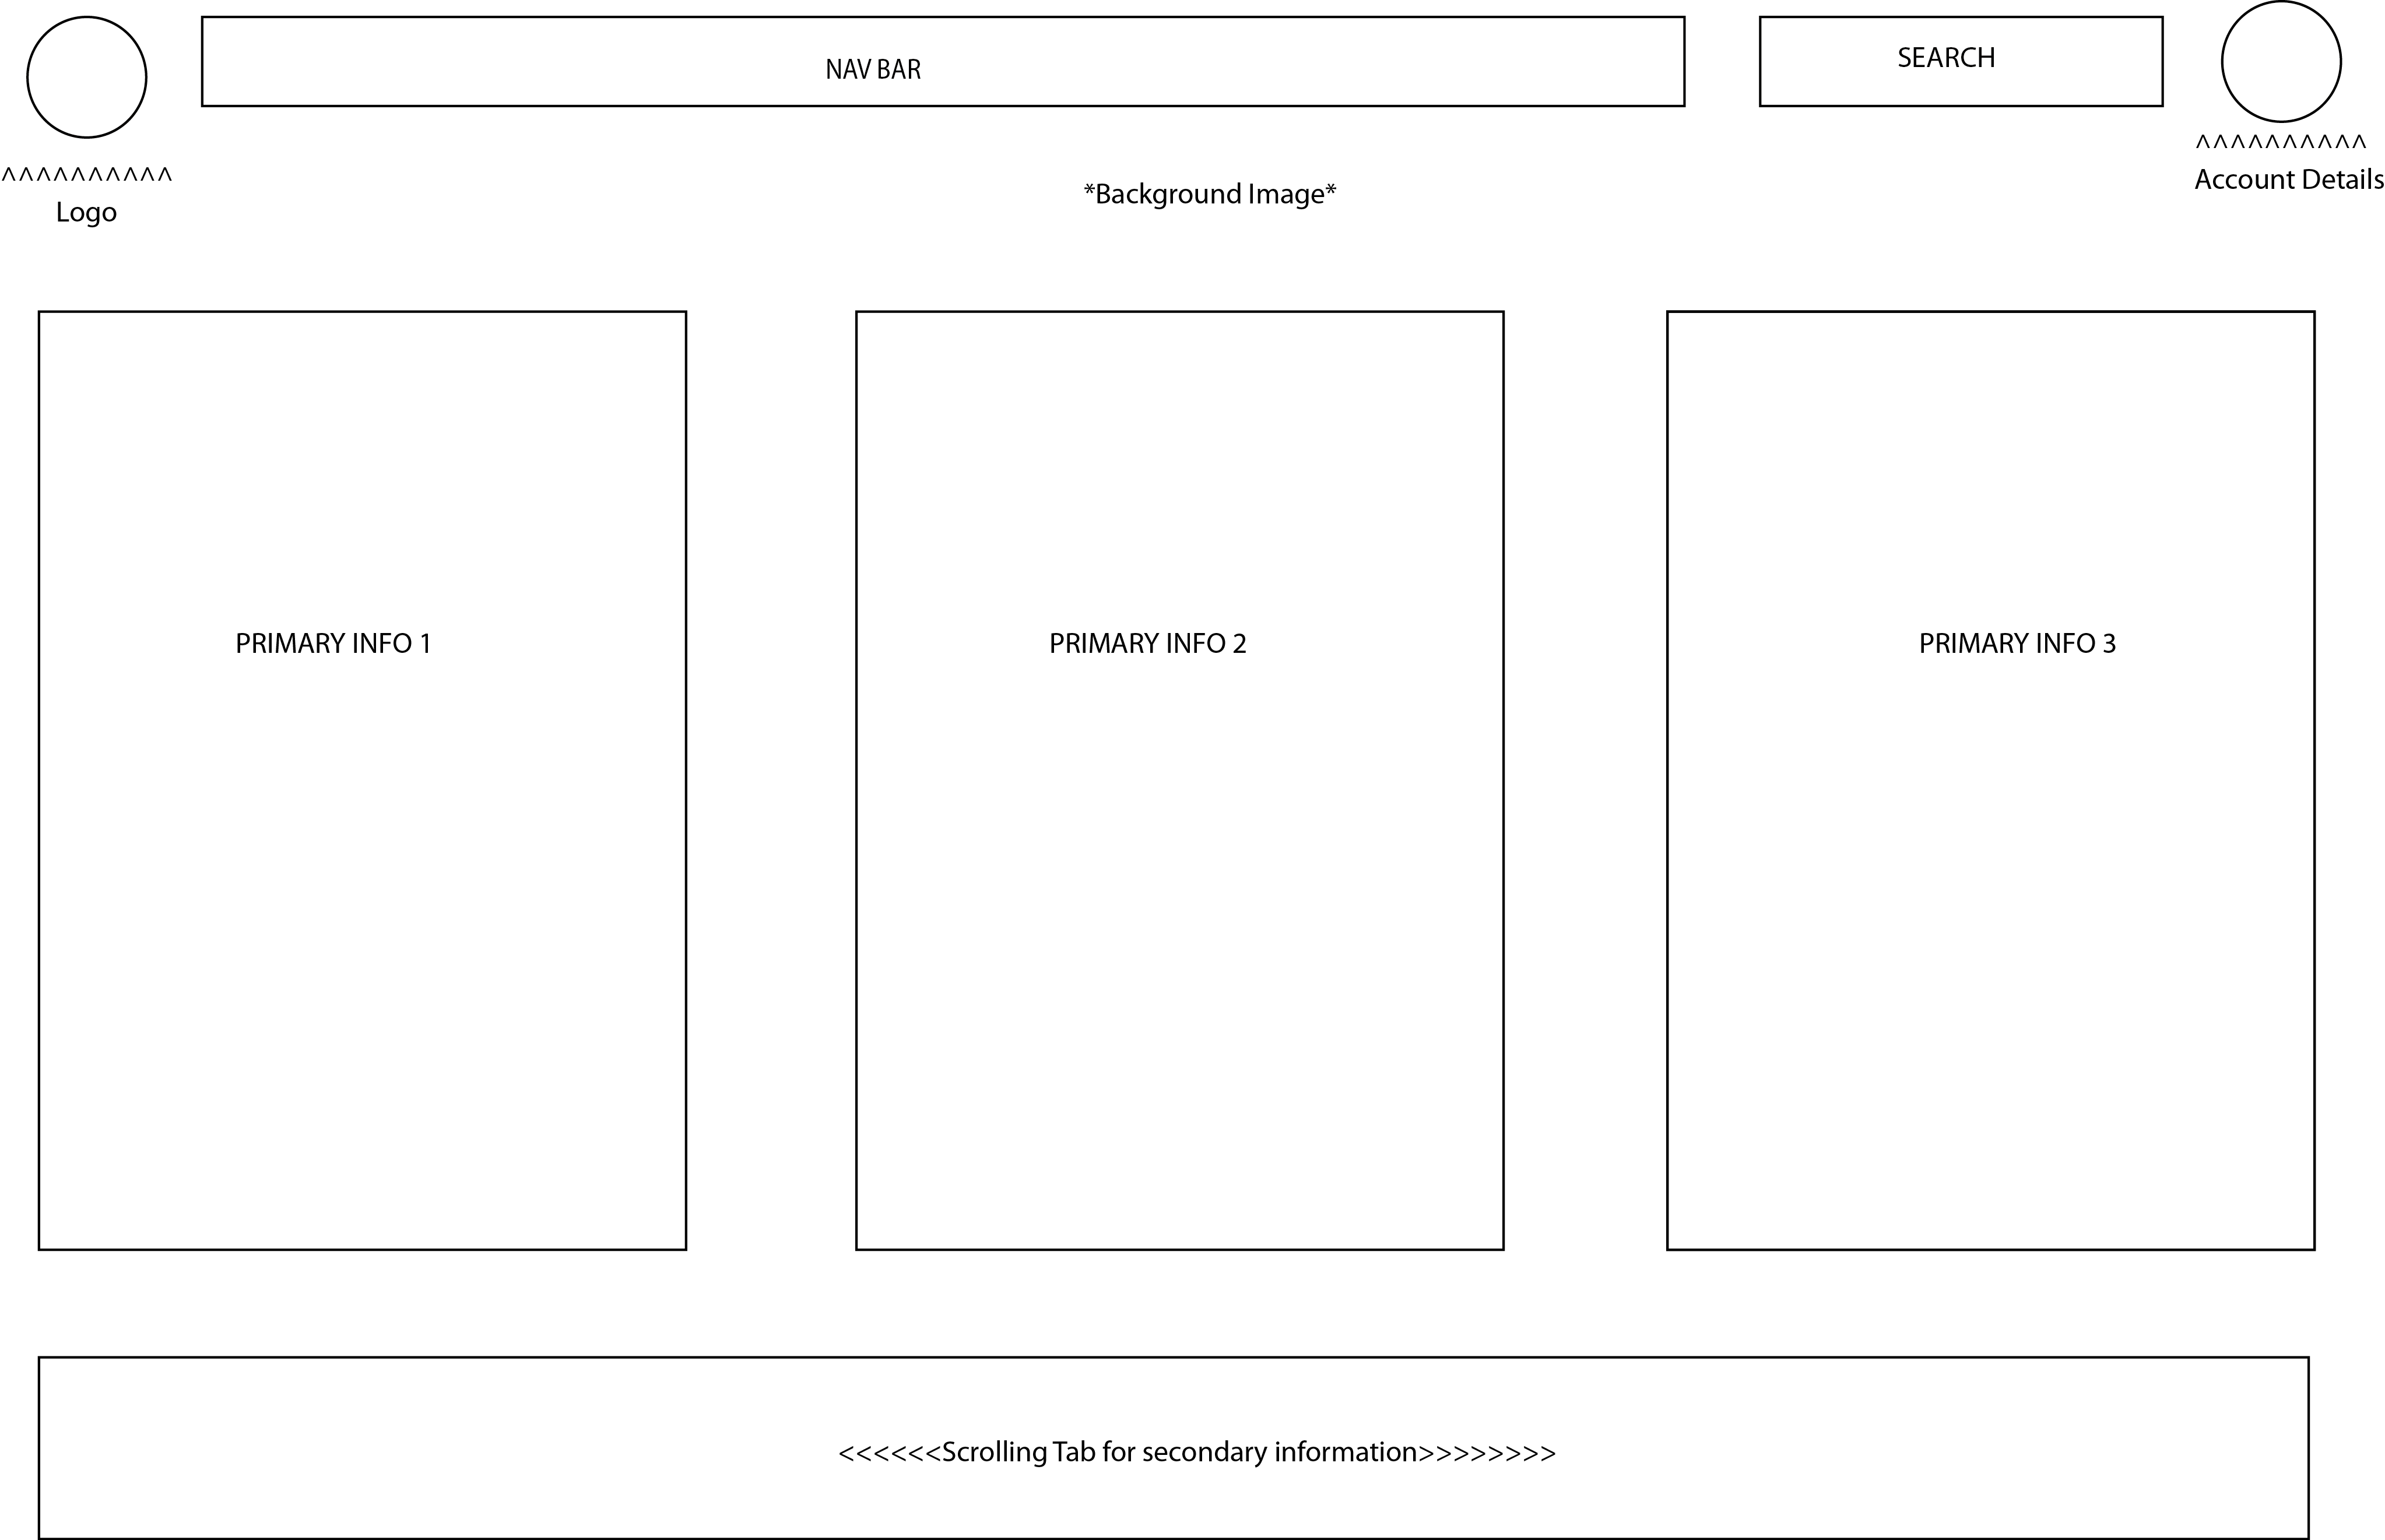 NAV BAR
SEARCH
^^^^^^^^^^
Logo
*Background Image*
^^^^^^^^^^
Account Details
PRIMARY INFO 1
PRIMARY INFO 2
PRIMARY INFO 3
<<<<<<Scrolling Tab for secondary information>>>>>>>>